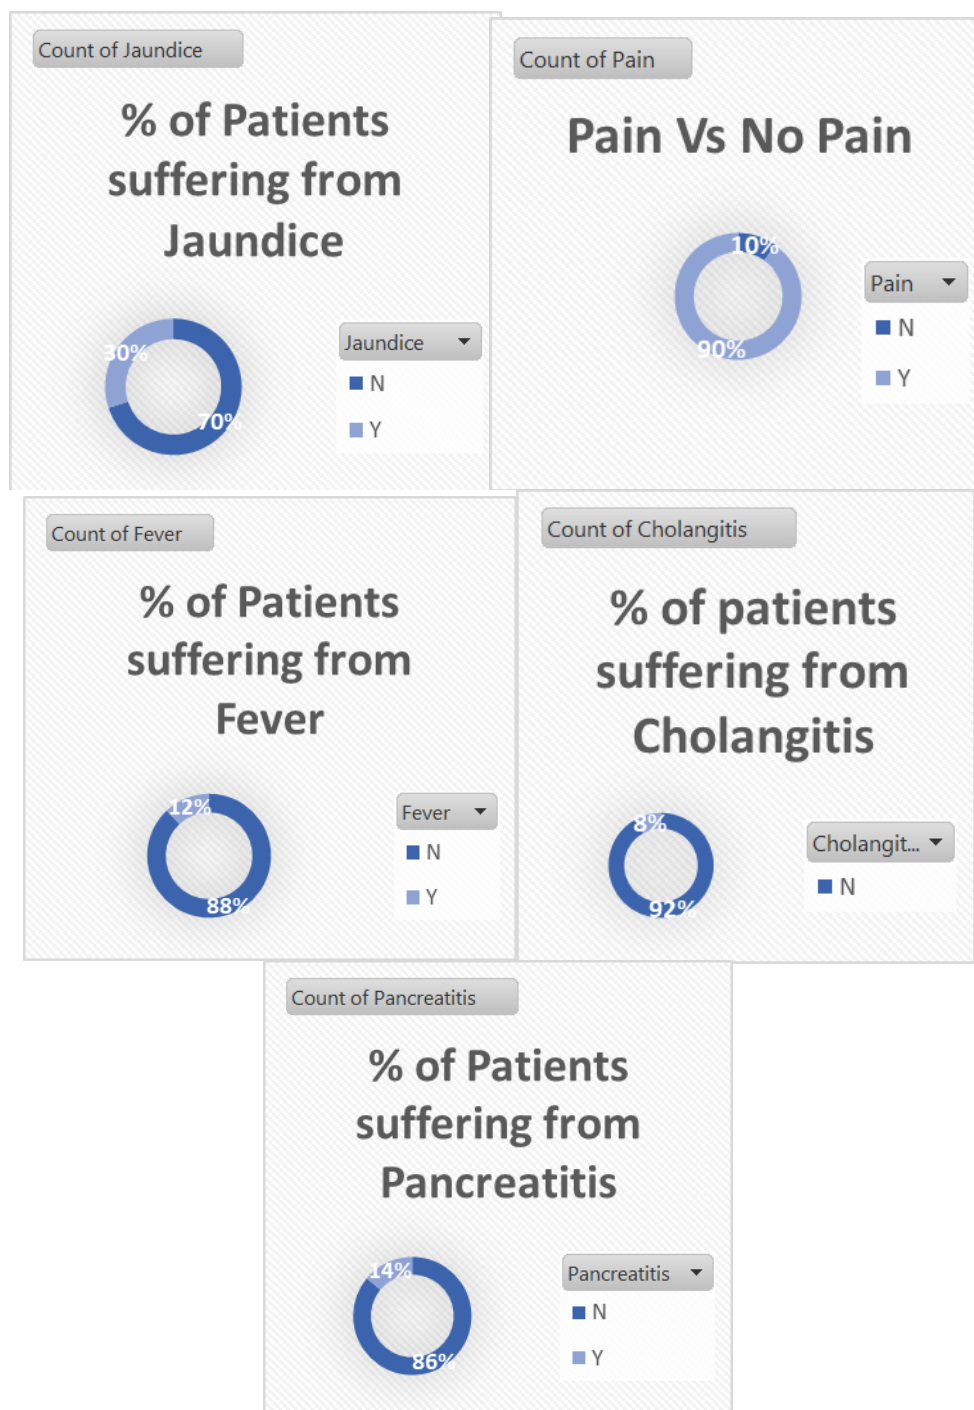 Count of Jaundice
% of Patients
suffering from
Jaundice
30%
70%
Jaundice
N
Y
Count of Pain
Pain Vs No Pain
10%
90%
Pain
N
Y
Count of Fever
% of Patients
suffering from
Fever
12%
88%
Fever
N
Y
Count of Cholangitis
% of patients
suffering from
Cholangitis
8%
92%
Cholangit...
N
Count of Pancreatitis
% of Patients
suffering from
Pancreatitis
14%
86%
Pancreatitis
N
Y